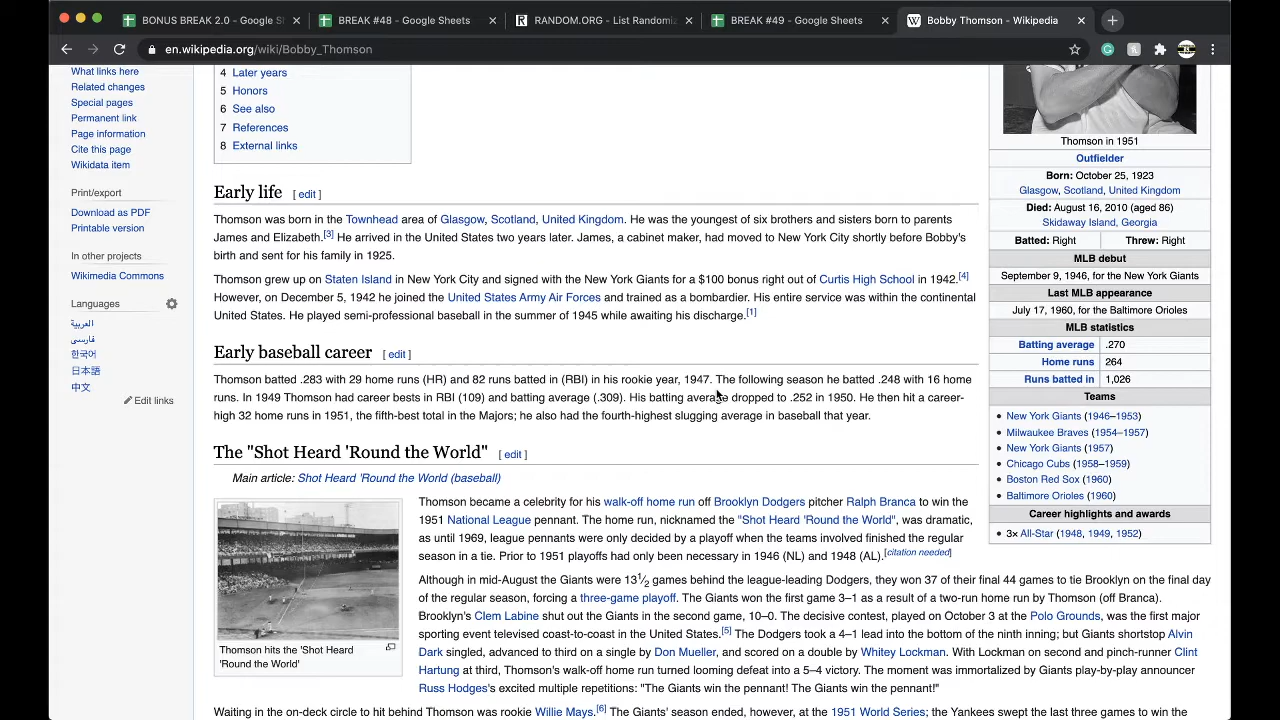 BONUS BREAK 2.0 - Google S
BREAK #48 - Google Sheets
RANDOM.ORG - List Randomi
BREAK #49 - Google Sheets
Bobby Thomson - Wikipedia
en.wikipedia.org/wiki/Bobby_Thomson
What links here
Related changes
Special pages
Permanent link
Page information
Cite this page
Wikidata item
Print/export
Download as PDF
Printable version
In other projects
Wikimedia Commons
Languages
العربية
فارسی
한국어
日本語
中文
Edit links
4 Later years
5 Honors
6 See also
7 References
8 External links
Early life [ edit ]
Thomson was born in the Townhead area of Glasgow, Scotland, United Kingdom. He was the youngest of six brothers and sisters born to parents
James and Elizabeth.[3] He arrived in the United States two years later. James, a cabinet maker, had moved to New York City shortly before Bobby's
birth and sent for his family in 1925.
Thomson grew up on Staten Island in New York City and signed with the New York Giants for a $100 bonus right out of Curtis High School in 1942.[4]
However, on December 5, 1942 he joined the United States Army Air Forces and trained as a bombardier. His entire service was within the continental
United States. He played semi-professional baseball in the summer of 1945 while awaiting his discharge.[1]
Early baseball career [ edit ]
Thomson batted .283 with 29 home runs (HR) and 82 runs batted in (RBI) in his rookie year, 1947. The following season he batted .248 with 16 home
runs. In 1949 Thomson had career bests in RBI (109) and batting average (.309). His batting average dropped to .252 in 1950. He then hit a career-
high 32 home runs in 1951, the fifth-best total in the Majors; he also had the fourth-highest slugging average in baseball that year.
The "Shot Heard 'Round the World" [ edit ]
Main article: Shot Heard 'Round the World (baseball)
Thomson hits the 'Shot Heard
'Round the World'
Thomson became a celebrity for his walk-off home run off Brooklyn Dodgers pitcher Ralph Branca to win the
1951 National League pennant. The home run, nicknamed the "Shot Heard 'Round the World", was dramatic,
as until 1969, league pennants were only decided by a playoff when the teams involved finished the regular
season in a tie. Prior to 1951 playoffs had only been necessary in 1946 (NL) and 1948 (AL).[citation needed]
Although in mid-August the Giants were 13 1/2 games behind the league-leading Dodgers, they won 37 of their final 44 games to tie Brooklyn on the final day
of the regular season, forcing a three-game playoff. The Giants won the first game 3–1 as a result of a two-run home run by Thomson (off Branca).
Brooklyn's Clem Labine shut out the Giants in the second game, 10–0. The decisive contest, played on October 3 at the Polo Grounds, was the first major
sporting event televised coast-to-coast in the United States.[5] The Dodgers took a 4–1 lead into the bottom of the ninth inning; but Giants shortstop Alvin
Dark singled, advanced to third on a single by Don Mueller, and scored on a double by Whitey Lockman. With Lockman on second and pinch-runner Clint
Hartung at third, Thomson's walk-off home run turned looming defeat into a 5–4 victory. The moment was immortalized by Giants play-by-play announcer
Russ Hodges's excited multiple repetitions: "The Giants win the pennant! The Giants win the pennant!"
Waiting in the on-deck circle to hit behind Thomson was rookie Willie Mays.[6] The Giants' season ended, however, at the 1951 World Series; the Yankees swept the last three games to win the
Thomson in 1951
Outfielder
Born: October 25, 1923
Glasgow, Scotland, United Kingdom
Died: August 16, 2010 (aged 86)
Skidaway Island, Georgia
Batted: Right Threw: Right
MLB debut
September 9, 1946, for the New York Giants
Last MLB appearance
July 17, 1960, for the Baltimore Orioles
MLB statistics
Batting average .270
Home runs 264
Runs batted in 1,026
Teams
• New York Giants (1946–1953)
• Milwaukee Braves (1954–1957)
• New York Giants (1957)
• Chicago Cubs (1958–1959)
• Boston Red Sox (1960)
• Baltimore Orioles (1960)
Career highlights and awards
• 3× All-Star (1948, 1949, 1952)